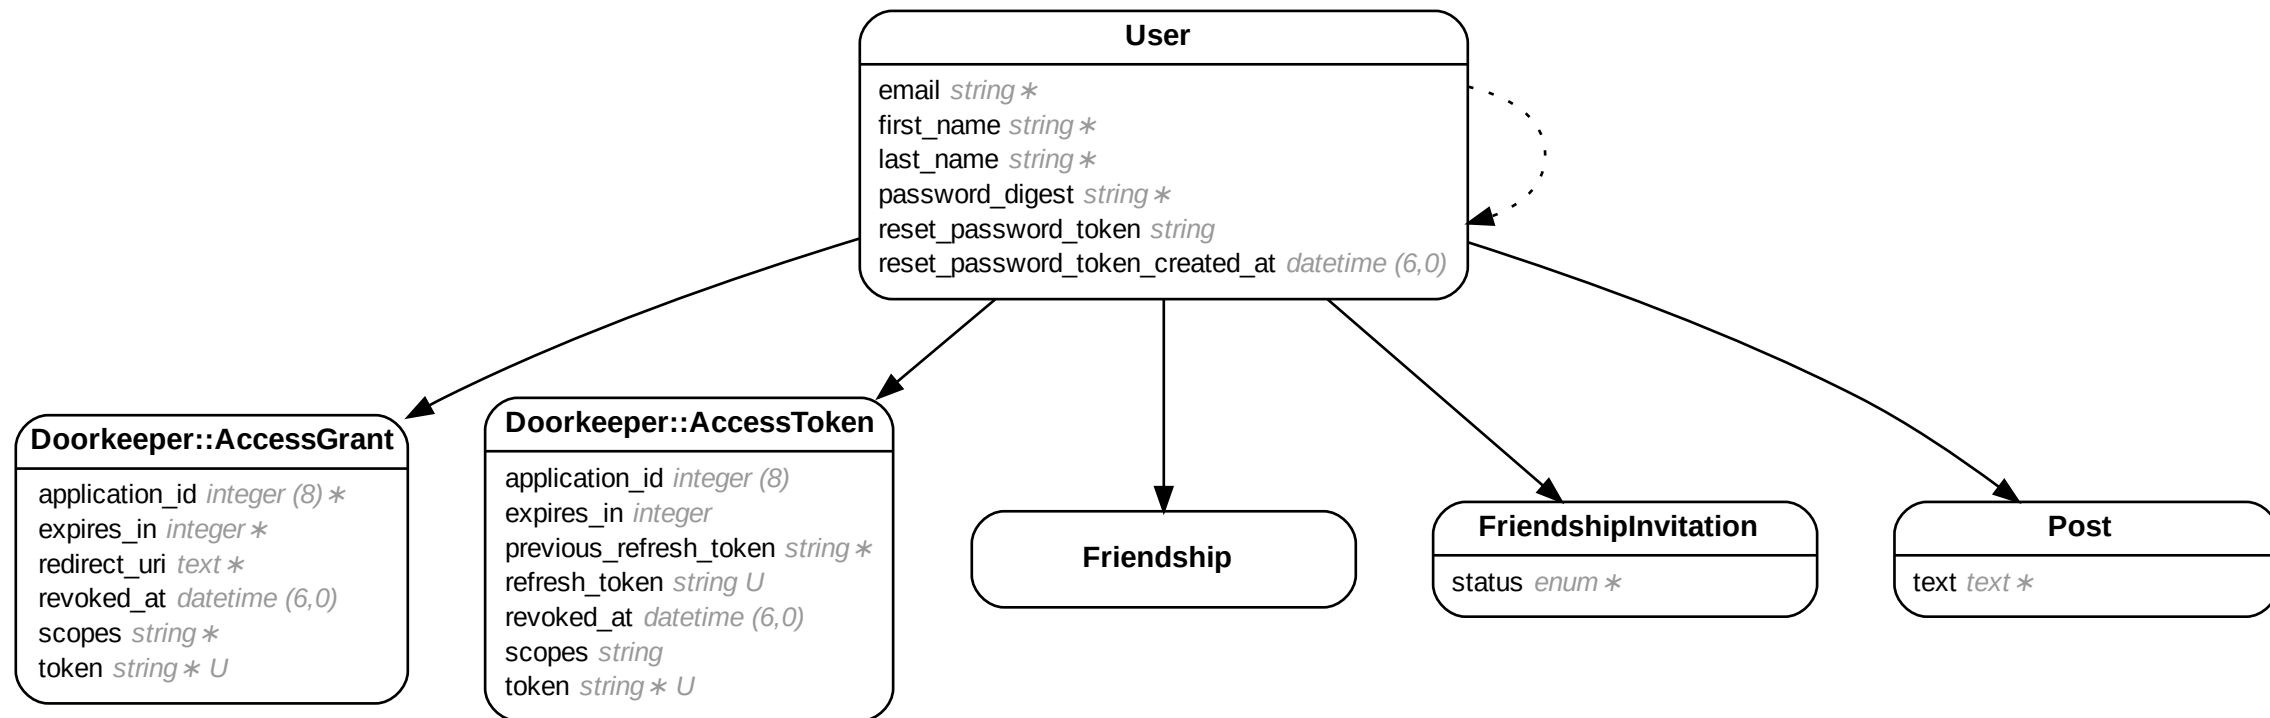 User
email string ∗
first_name string ∗
last_name string ∗
password_digest string ∗
reset_password_token string
reset_password_token_created_at datetime (6,0)
Doorkeeper::AccessGrant
application_id integer (8) ∗
expires_in integer ∗
redirect_uri text ∗
revoked_at datetime (6,0)
scopes string ∗
token string ∗ U
Doorkeeper::AccessToken
application_id integer (8)
expires_in integer
previous_refresh_token string ∗
refresh_token string U
revoked_at datetime (6,0)
scopes string
token string ∗ U
Friendship
FriendshipInvitation
status enum ∗
Post
text text ∗